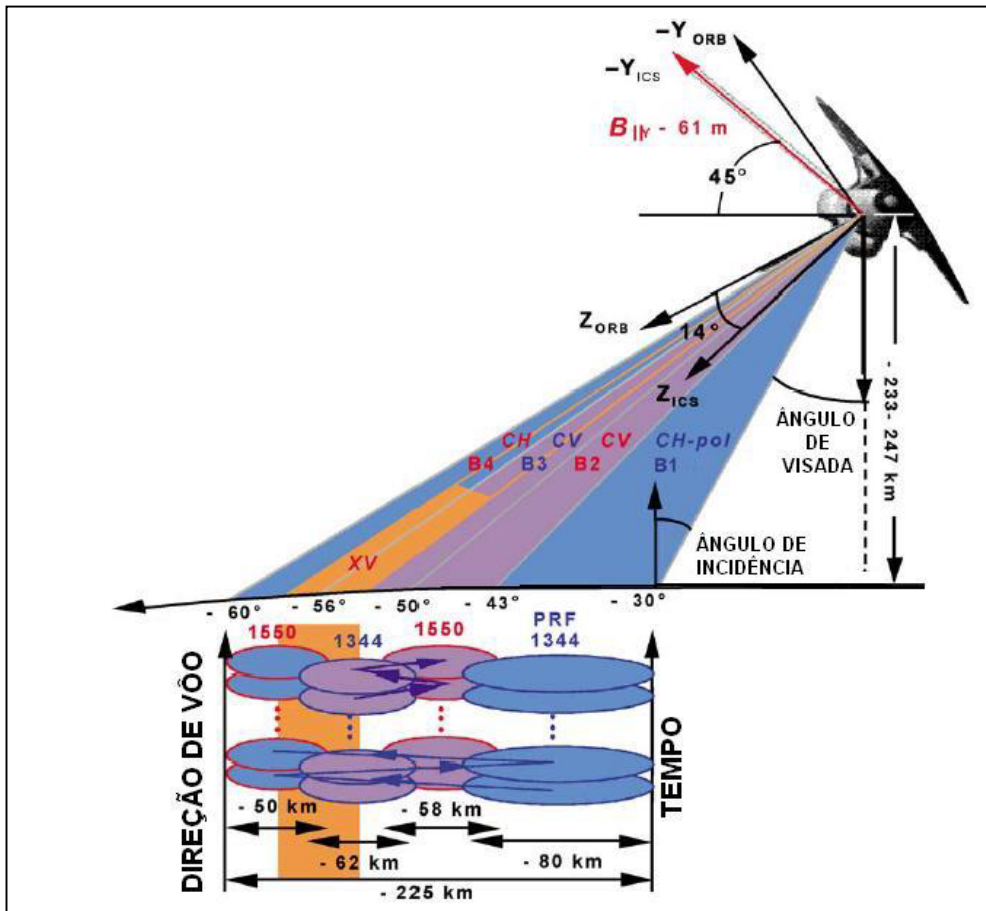 –Y ORB
–Y ICS
B || Y - 61 m
45°
Z ORB
14°
Z ICS
- 233- 247 km
ÂNGULO
DE
VISADA
CH CV CV CH-pol
B4 B3 B2 B1
XV
ÂNGULO DE
INCIDÊNCIA
- 60° - 56° - 50° - 43° - 30°
1550 1344 1550 PRF
1344
DIREÇÃO DE VÔO
TEMPO
- 50 km - 58 km
- 62 km - 80 km
- 225 km